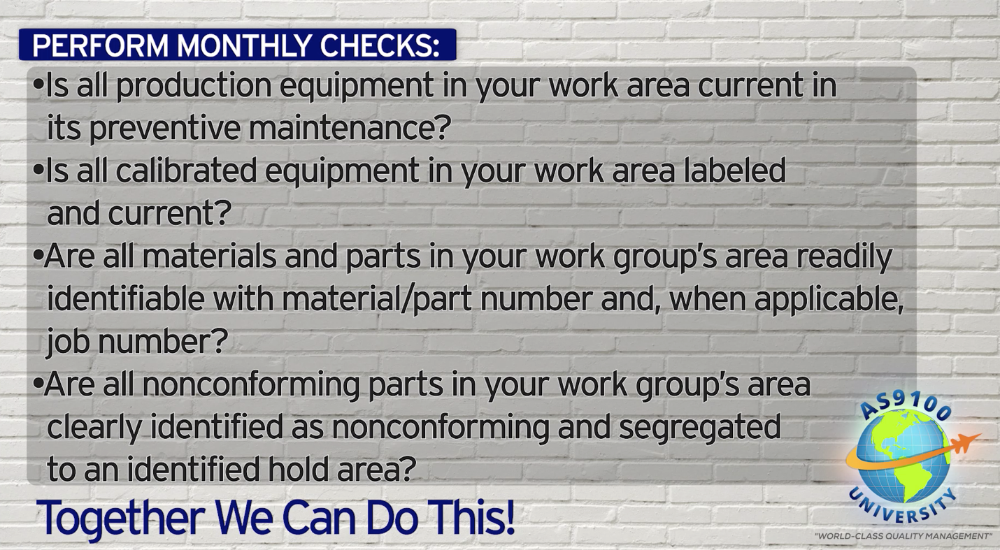 PERFORM MONTHLY CHECKS:
•Is all production equipment in your work area current in
its preventive maintenance?
•Is all calibrated equipment in your work area labeled
and current?
•Are all materials and parts in your work group's area readily
identifiable with material/part number and, when applicable,
job number?
•Are all nonconforming parts in your work group's area
clearly identified as nonconforming and segregated
to an identified hold area?
Together We Can Do This!
AS9100
UNIVERSITY
"WORLD-CLASS QUALITY MANAGEMENT"